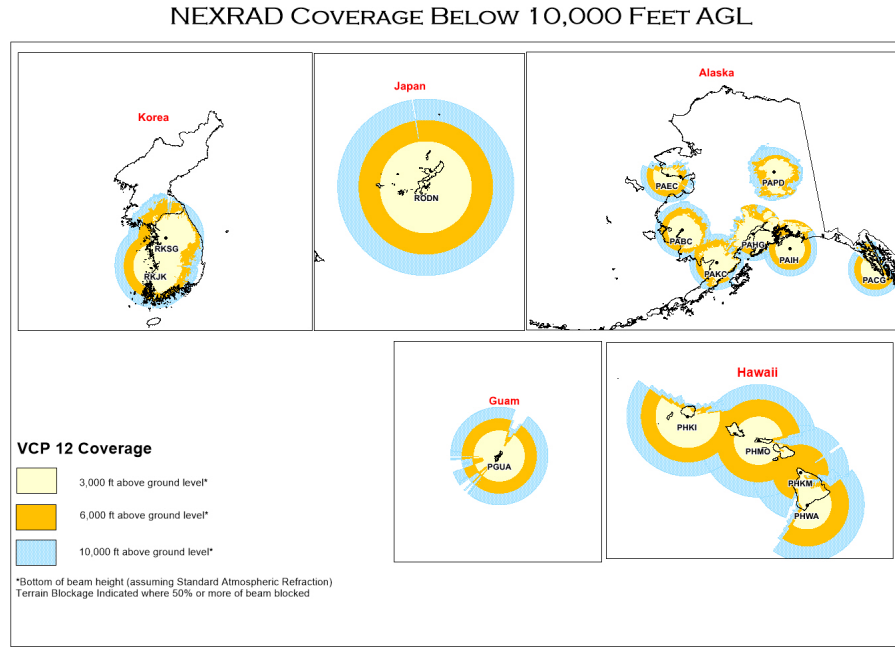 NEXRAD COVERAGE BELOW 10,000 FEET AGL
Korea
RKSG
RKJK
Japan
RODN
Alaska
PAEC
PAPD
PABC
PAHG
PAIH
PAKC
PACG
Guam
PGUA
Hawaii
PHKI
PHMO
PHKM
PHWA
VCP 12 Coverage
3,000 ft above ground level*
6,000 ft above ground level*
10,000 ft above ground level*
*Bottom of beam height (assuming Standard Atmospheric Refraction)
Terrain Blockage Indicated where 50% or more of beam blocked